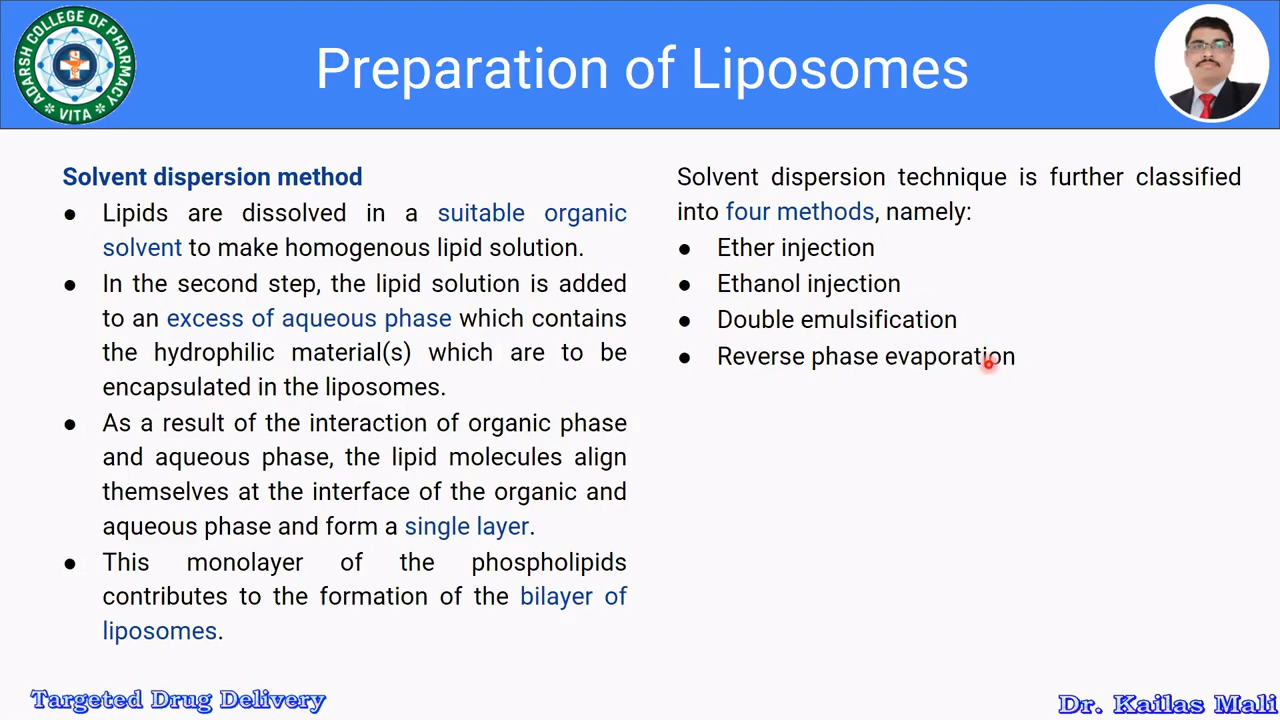 ADARSH COLLEGE OF PHARMACY
VITA
Preparation of Liposomes
Solvent dispersion method
● Lipids are dissolved in a suitable organic
solvent to make homogenous lipid solution.
● In the second step, the lipid solution is added
to an excess of aqueous phase which contains
the hydrophilic material(s) which are to be
encapsulated in the liposomes.
● As a result of the interaction of organic phase
and aqueous phase, the lipid molecules align
themselves at the interface of the organic and
aqueous phase and form a single layer.
● This monolayer of the phospholipids
contributes to the formation of the bilayer of
liposomes.
Solvent dispersion technique is further classified
into four methods, namely:
● Ether injection
● Ethanol injection
● Double emulsification
● Reverse phase evaporation
Targeted Drug Delivery
Dr. Kailas Mali